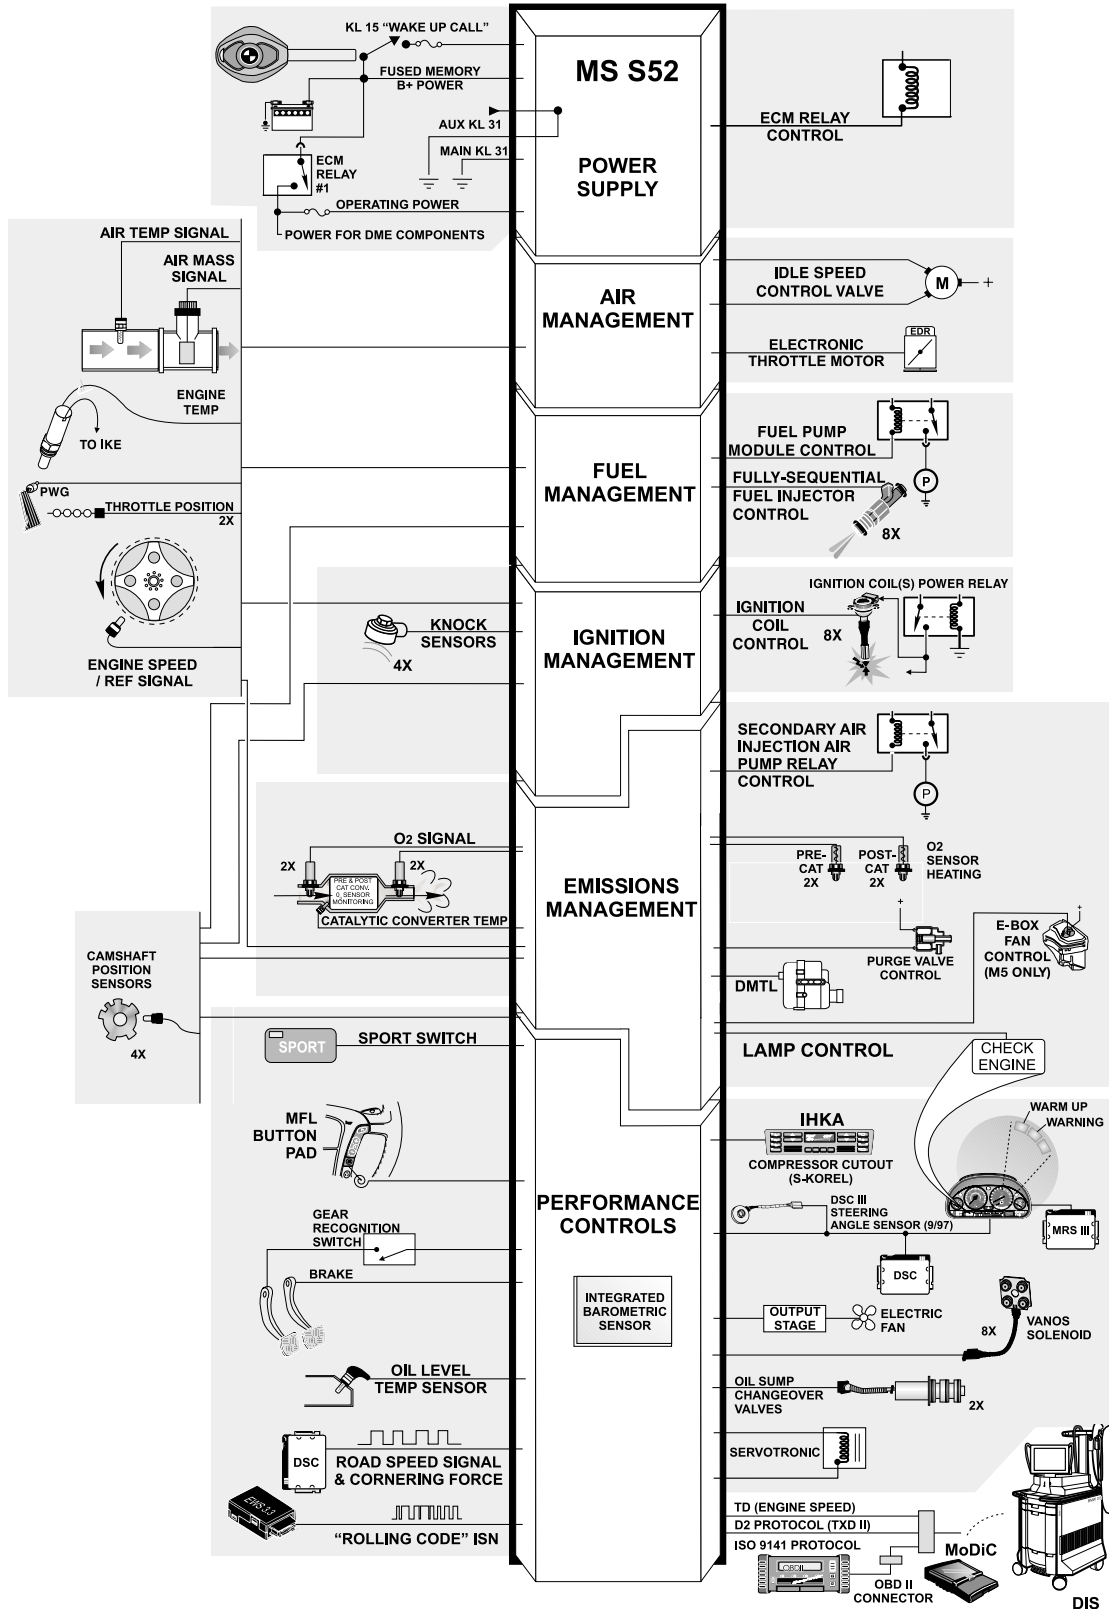 KL 15 “WAKE UP CALL”
FUSED MEMORY
B+ POWER
AUX KL 31
MAIN KL 31
ECM
RELAY
#1
OPERATING POWER
POWER FOR DME COMPONENTS
MS S52
POWER
SUPPLY
ECM RELAY
CONTROL
AIR TEMP SIGNAL
AIR MASS
SIGNAL
ENGINE
TEMP
TO IKE
PWG
THROTTLE POSITION
2X
ENGINE SPEED
/ REF SIGNAL
AIR
MANAGEMENT
IDLE SPEED
CONTROL VALVE
M
+
EDR
ELECTRONIC
THROTTLE MOTOR
FUEL
MANAGEMENT
FUEL PUMP
MODULE CONTROL
P
FULLY-SEQUENTIAL
FUEL INJECTOR
CONTROL
8X
KNOCK
SENSORS
4X
IGNITION
MANAGEMENT
IGNITION COIL(S) POWER RELAY
IGNITION
COIL
CONTROL
8X
SECONDARY AIR
INJECTION AIR
PUMP RELAY
CONTROL
P
O2 SIGNAL
2X
2X
PRE & POST
CAT CONV.
O2 SENSOR
MONITORING
CATALYTIC CONVERTER TEMP
EMISSIONS
MANAGEMENT
PRE-
CAT
2X
POST-
CAT
2X
O2
SENSOR
HEATING
+
PURGE VALVE
CONTROL
+
E-BOX
FAN
CONTROL
(M5 ONLY)
DMTL
CAMSHAFT
POSITION
SENSORS
4X
LAMP CONTROL
CHECK
ENGINE
SPORT
SPORT SWITCH
MFL
BUTTON
PAD
GEAR
RECOGNITION
SWITCH
BRAKE
OIL LEVEL
TEMP SENSOR
DSC
ROAD SPEED SIGNAL
& CORNERING FORCE
EWS 3.3
“ROLLING CODE” ISN
PERFORMANCE
CONTROLS
INTEGRATED
BAROMETRIC
SENSOR
IHKA
COMPRESSOR CUTOUT
(S-KOREL)
WARM UP
WARNING
DSC III
STEERING
ANGLE SENSOR (9/97)
MRS III
DSC
OUTPUT
STAGE
ELECTRIC
FAN
8X
VANOS
SOLENOID
OIL SUMP
CHANGEOVER
VALVES
2X
SERVOTRONIC
TD (ENGINE SPEED)
D2 PROTOCOL (TXD II)
ISO 9141 PROTOCOL
OBD II
OBD II
CONNECTOR
MoDiC
DIS